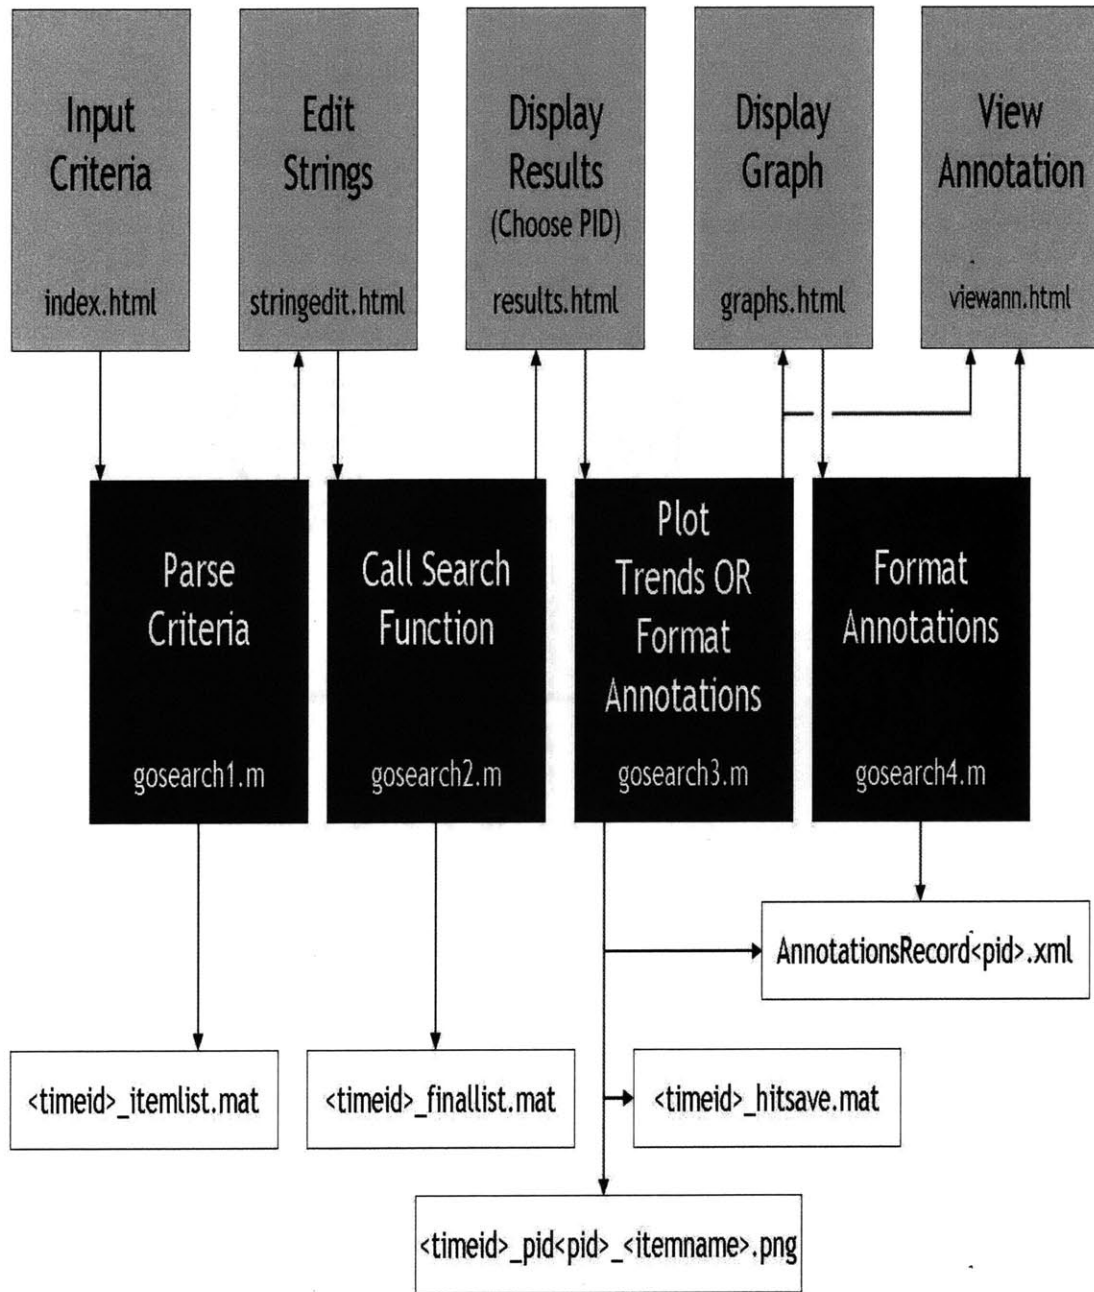 Input
Criteria
index.html
Edit
Strings
stringedit.html
Display
Results
(Choose PID)
results.html
Display
Graph
graphs.html
View
Annotation
viewann.html
Parse
Criteria
gosearch1.m
Call Search
Function
gosearch2.m
Plot
Trends OR
Format
Annotations
gosearch3.m
Format
Annotations
gosearch4.m
AnnotationsRecord<pid>.xml
<timeid>_itemlist.mat
<timeid>_finallist.mat
<timeid>_hitsave.mat
<timeid>_pid<pid>_<itemname>.png